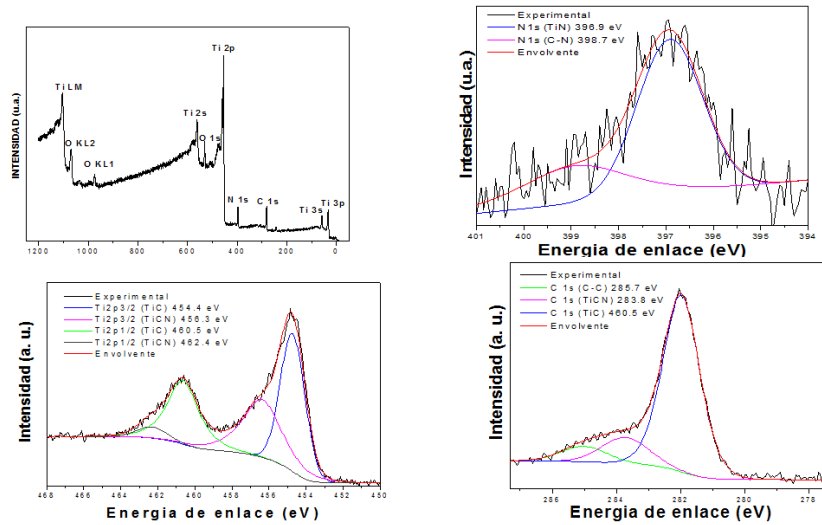 Ti 2p
Ti LM
O KL2
O KL1
Ti 2s
O 1s
N 1s
C 1s
Ti 3s
Ti 3p
INTENSIDAD (u.a.)
1200 1000 800 600 400 200 0
Experimental
N1s (TiN) 396.9 eV
N1s (C-N) 398.7 eV
Envolvente
Intensidad (u.a.)
401 400 399 398 397 396 395 394
Energia de enlace (eV)
Experimental
Ti2p3/2 (TiC) 454.4 eV
Ti2p3/2 (TiCN) 456.3 eV
Ti2p1/2 (TiC) 460.5 eV
Ti2p1/2 (TiCN) 462.4 eV
Envolvente
Intensidad (a. u.)
468 466 464 462 460 458 456 454 452 450
Energia de enlace (eV)
Experimental
C 1s (C-C) 285.7 eV
C 1s (TiCN) 283.8 eV
C 1s (TiC) 460.5 eV
Envolvente
Intensidad (a. u.)
286 284 282 280 278
Energia de enlace (eV)